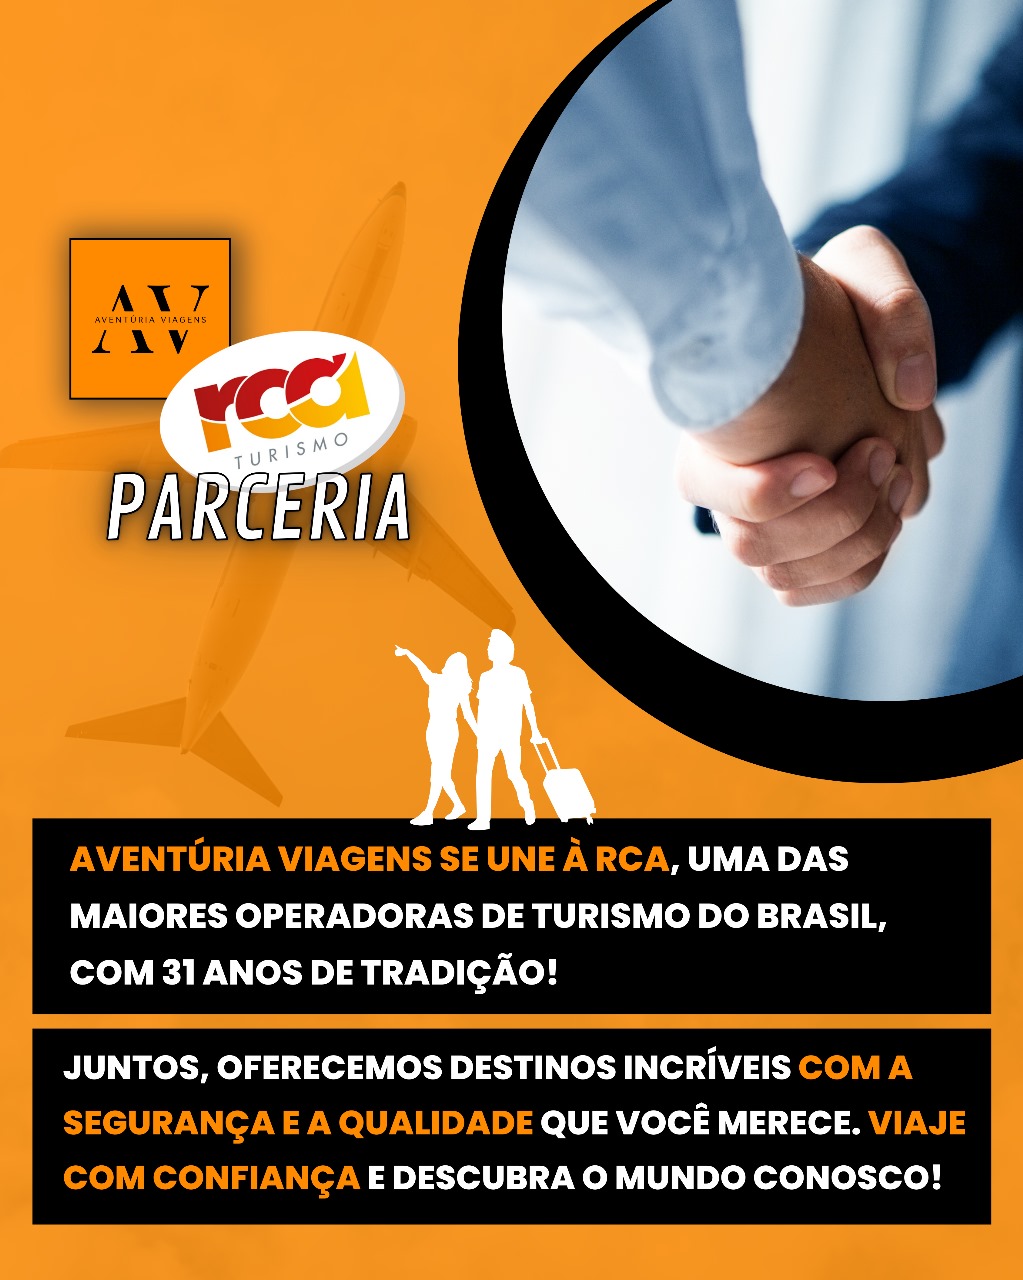 AV
AVENTÚRIA VIAGENS
rca
TURISMO
PARCERIA
AVENTÚRIA VIAGENS SE UNE À RCA, UMA DAS
MAIORES OPERADORAS DE TURISMO DO BRASIL,
COM 31 ANOS DE TRADIÇÃO!
JUNTOS, OFERECEMOS DESTINOS INCRÍVEIS COM A
SEGURANÇA E A QUALIDADE QUE VOCÊ MERECE. VIAJE
COM CONFIANÇA E DESCUBRA O MUNDO CONOSCO!